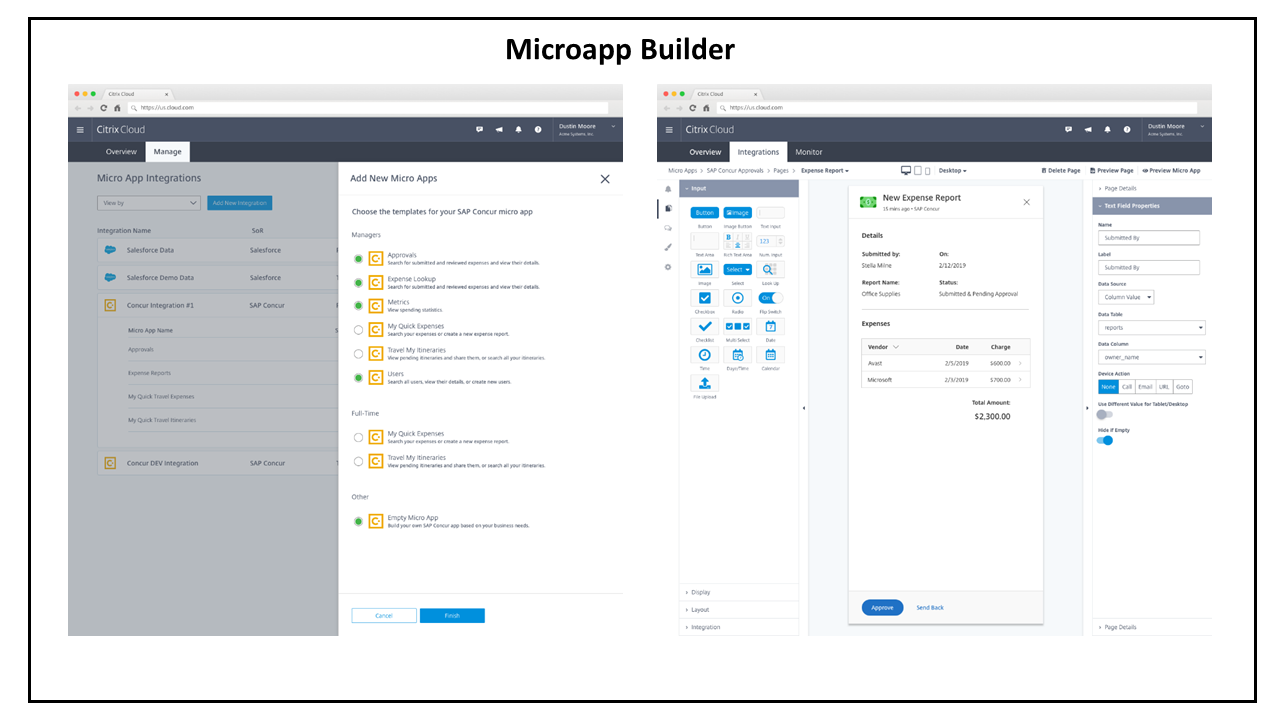 Microapp Builder
Citrix Cloud
https://us.cloud.com
Citrix Cloud
Dustin Moore
Acme Systems, Inc.
Overview
Manage
Micro App Integrations
View by
Add New Integration
Integration Name
SoR
Salesforce Data
Salesforce
Salesforce Demo Data
Salesforce
Concur Integration #1
SAP Concur
Micro App Name
Approvals
Expense Reports
My Quick Travel Expenses
My Quick Travel Itineraries
Concur DEV Integration
SAP Concur
Add New Micro Apps
Choose the templates for your SAP Concur micro app
Managers
Approvals
Search for submitted and reviewed expenses and view their details.
Expense Lookup
Search for submitted and reviewed expenses and view their details.
Metrics
View spending statistics.
My Quick Expenses
Search your expenses or create a new expense report.
Travel My Itineraries
View pending itineraries and share them, or search all your itineraries.
Users
Search all users, view their details, or create new users.
Full-Time
My Quick Expenses
Search your expenses or create a new expense report.
Travel My Itineraries
View pending itineraries and share them, or search all your itineraries.
Other
Empty Micro App
Build your own SAP Concur app based on your business needs.
Cancel
Finish
Citrix Cloud
https://us.cloud.com
Citrix Cloud
Dustin Moore
Acme Systems, Inc.
Overview
Integrations
Monitor
Micro Apps > SAP Concur Approvals > Pages > Expense Report
Desktop
Delete Page
Preview Page
Preview Micro App
Input
Button
Image
Button
Image Button
Text Input
B I
123
Text Area
Rich Text Area
Num. Input
Select
Image
Select
Look Up
On
Checkbox
Radio
Flip Switch
7
Checklist
Multi Select
Date
Time
Date/Time
Calendar
File Upload
Display
Layout
Integration
New Expense Report
15 mins ago • SAP Concur
Details
Submitted by:
On:
Stella Milne
2/12/2019
Report Name:
Status:
Office Supplies
Submitted & Pending Approval
Expenses
Vendor
Date
Charge
Avast
2/5/2019
$600.00
Microsoft
2/3/2019
$700.00
Total Amount:
$2,300.00
Approve
Send Back
Page Details
Text Field Properties
Name
Submitted By
Label
Submitted By
Data Source
Column Value
Data Table
reports
Data Column
owner_name
Device Action
None
Call
Email
URL
Goto
Use Different Value for Tablet/Desktop
Hide if Empty
Page Details